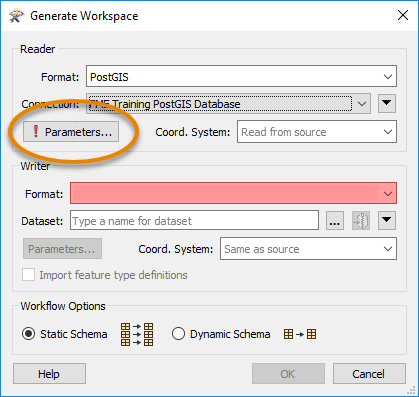 Generate Workspace
Reader
Format: PostGIS
Connection: FME Training PostGIS Database
! Parameters... Coord. System: Read from source
Writer
Format:
Dataset: Type a name for dataset ...
Parameters... Coord. System: Same as source
Import feature type definitions
Workflow Options
Static Schema Dynamic Schema
Help OK Cancel